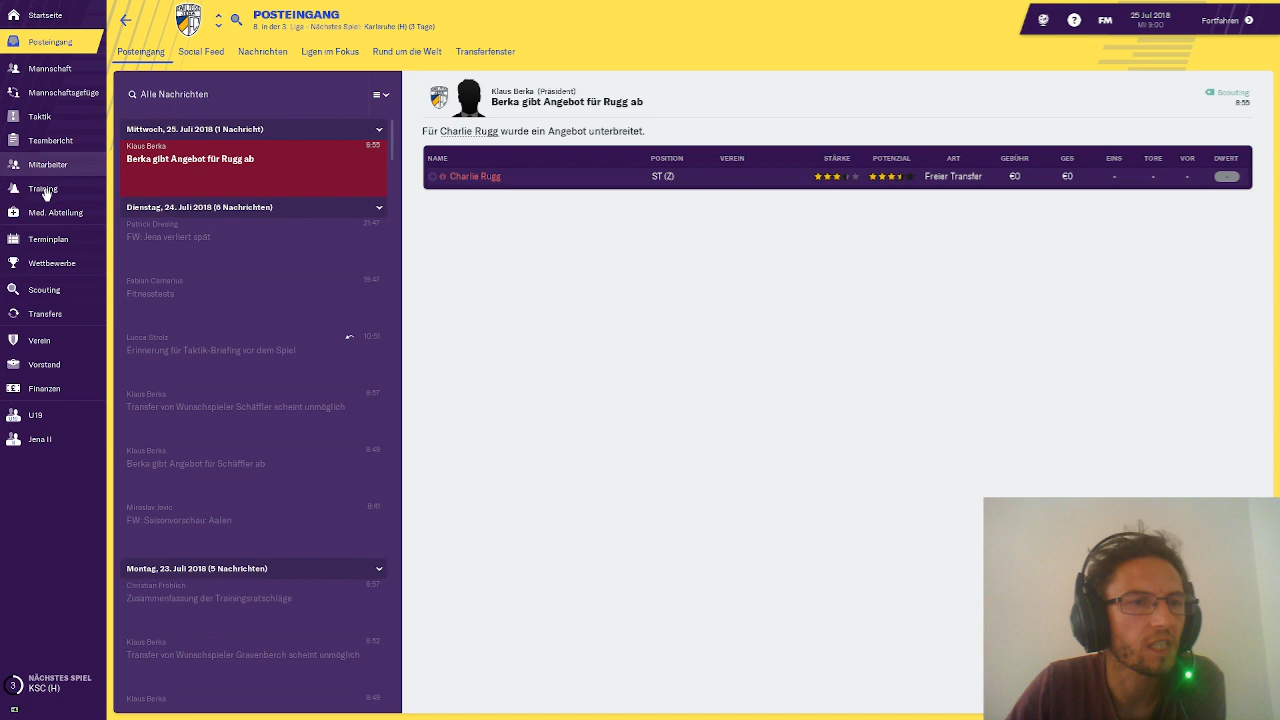 POSTEINGANG
8. in der 3. Liga - Nächstes Spiel: Karlsruhe (H) (3 Tage)
FM
25 Jul 2018
Mi 9:00
Fortfahren
Posteingang
Social Feed
Nachrichten
Ligen im Fokus
Rund um die Welt
Transferfenster
Posteingang
Mannschaft
Mannschaftsgefüge
Taktik
Teambericht
Mitarbeiter
Training
Med. Abteilung
Terminplan
Wettbewerbe
Scouting
Transfers
Verein
Vorstand
Finanzen
U19
Jena II
3
NÄCHSTES SPIEL
KSC (H)
Alle Nachrichten
Mittwoch, 25. Juli 2018 (1 Nachricht)
Klaus Berka 8:55
Berka gibt Angebot für Rugg ab
Dienstag, 24. Juli 2018 (6 Nachrichten)
Patrick 21:47
FW: Jena verliert spät
Fabian Camarius 19:47
Fitnesstests
Lucca Strolz 10:51
Erinnerung für Taktik-Briefing vor dem Spiel
Klaus Berka 8:57
Transfer von Wunschspieler Schäffler scheint unmöglich
Klaus Berka 8:49
Berka gibt Angebot für Schäffler ab
Miroslav Jovic 8:41
FW: Saisonvorschau: Aalen
Montag, 23. Juli 2018 (5 Nachrichten)
Christian Fröhlich 8:57
Zusammenfassung der Trainingsratschläge
Klaus Berka 8:53
Transfer von Wunschspieler Gravenberch scheint unmöglich
Klaus Berka 8:49
Klaus Berka (Präsident)
Berka gibt Angebot für Rugg ab
Scouting
8:55
Für Charlie Rugg wurde ein Angebot unterbreitet.
NAME POSITION VEREIN STÄRKE POTENZIAL ART GEBÜHR GES EINS TORE VOR DWERT
Charlie Rugg ST (Z) Freier Transfer €0 €0 - - - -